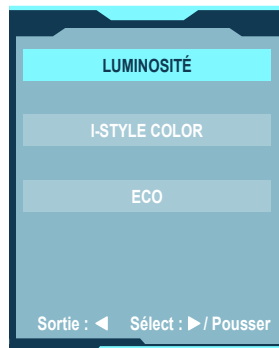 LUMINOSITÉ
I-STYLE COLOR
ECO
Sortie : ◀ Sélect : ▶ / Pousser